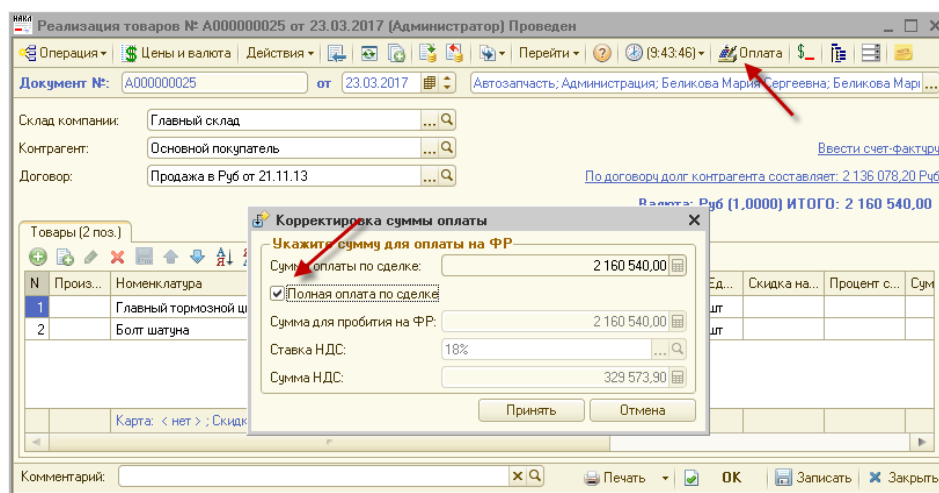 Реализация товаров № А000000025 от 23.03.2017 (Администратор) Проведен
Операция Цены и валюта Действия Перейти (9:43:46) Оплата
Документ №: А000000025 от 23.03.2017 Автозапчасть; Администрация; Беликова Мария Сергеевна; Беликова Мари ...
Склад компании: Главный склад ...
Контрагент: Основной покупатель ... Ввести счет-фактуру
Договор: Продажа в Руб от 21.11.13 ... По договору долг контрагента составляет: 2 136 078,20 Руб
Валюта: Руб (1,0000) ИТОГО: 2 160 540,00
Корректировка суммы оплаты
Товары (2 поз.)
Укажите сумму для оплаты на ФР
Сумма оплаты по сделке: 2 160 540,00
N Произ... Номенклатура Ед... Скидка на... Процент с... Сум
Полная оплата по сделке
1 Главный тормозной ц шт
Сумма для пробития на ФР: 2 160 540,00
2 Болт шатуна шт
Ставка НДС: 18% ...
Сумма НДС: 329 573,90
Принять Отмена
Карта: < нет > ; Скидк
Комментарий: Печать OK Записать Закрыть